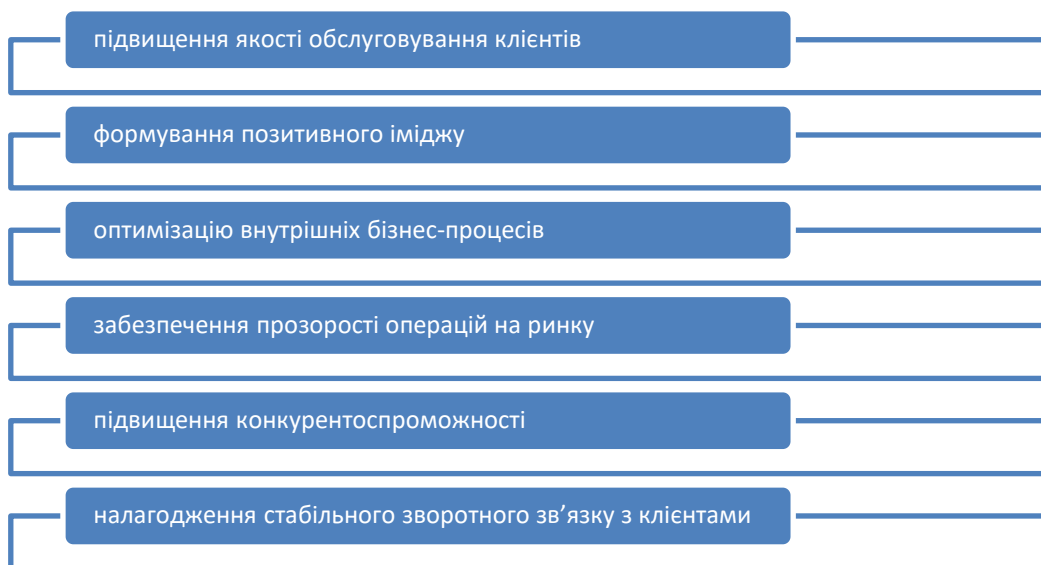 підвищення якості обслуговування клієнтів
формування позитивного іміджу
оптимізацію внутрішніх бізнес-процесів
забезпечення прозорості операцій на ринку
підвищення конкурентоспроможності
налагодження стабільного зворотного зв’язку з клієнтами